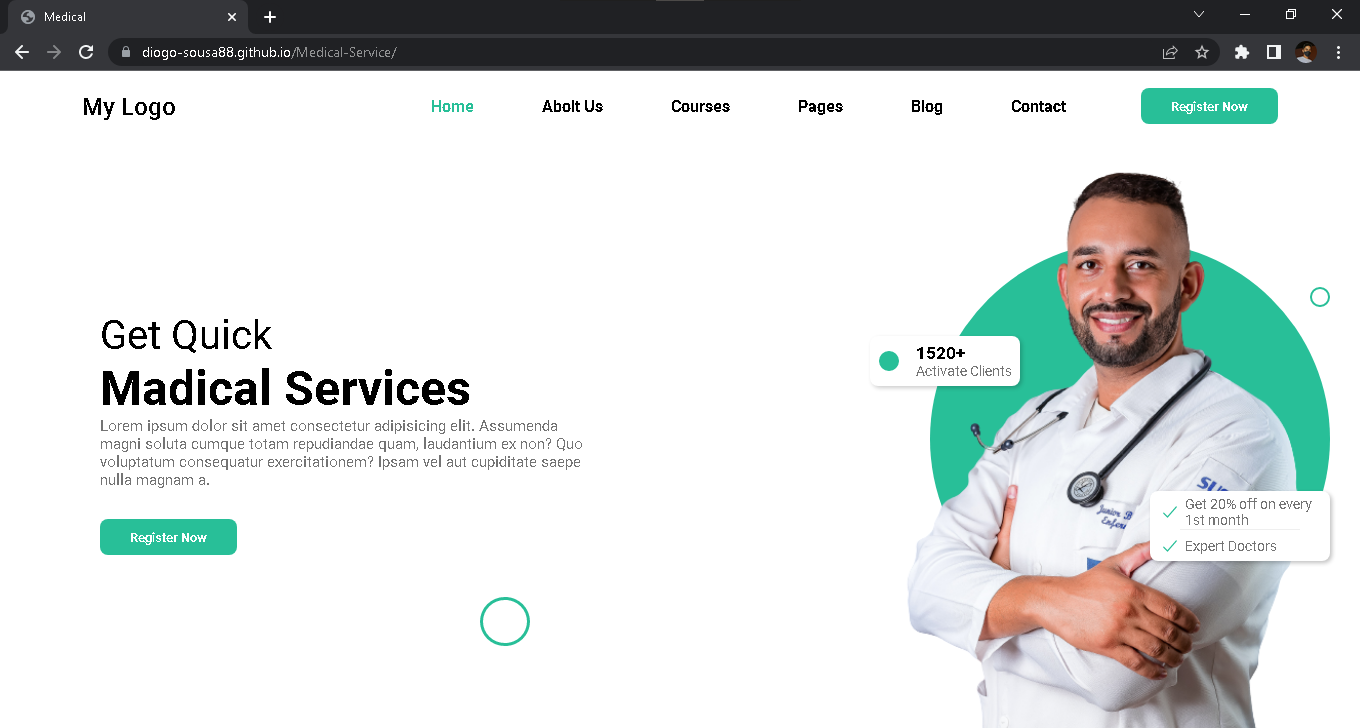 Medical
diogo-sousa88.github.io/Medical-Service/
My Logo
Home
Abolt Us
Courses
Pages
Blog
Contact
Register Now
Get Quick
Madical Services
Lorem ipsum dolor sit amet consectetur adipisicing elit. Assumenda
magni soluta cumque totam repudiandae quam, laudantium ex non? Quo
voluptatum consequatur exercitationem? Ipsam vel aut cupiditate saepe
nulla magnam a.
Register Now
1520+
Activate Clients
Junior B
Get 20% off on every
1st month
Expert Doctors